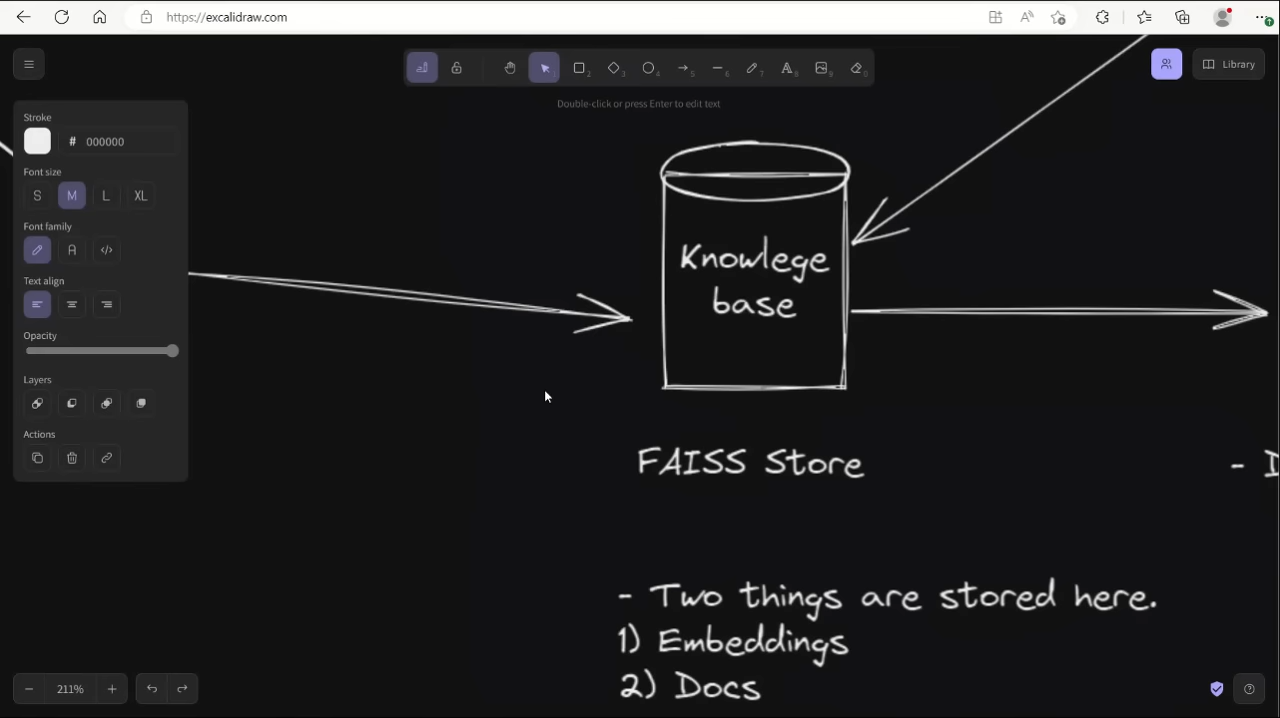 https://excalidraw.com
Library
Double-click or press Enter to edit text
Stroke
# 000000
Font size
S M L XL
Font family
A
Text align
Opacity
Layers
Actions
Knowlege
base
FAISS Store
- D
- Two things are stored here.
1) Embeddings
2) Docs
211%